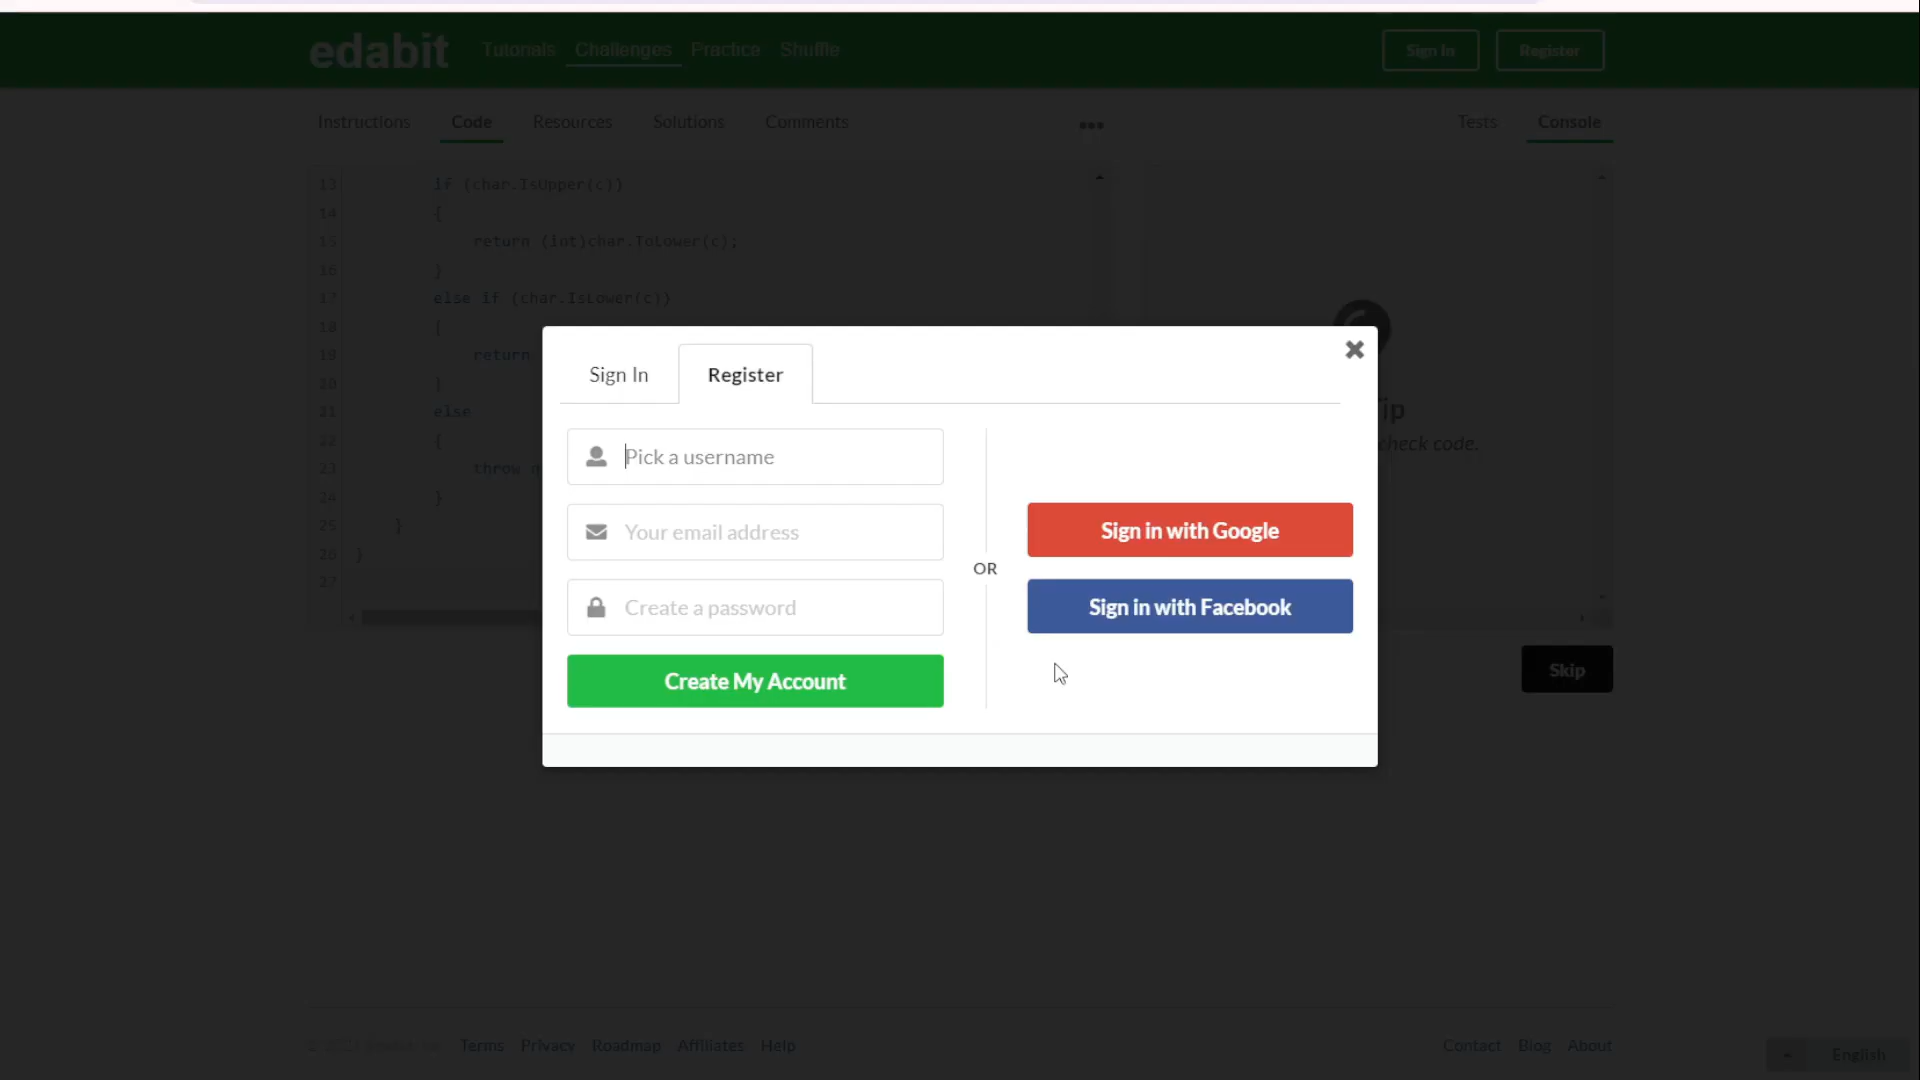 edabit Tutorials Challenges Practice Shuffle Sign In Register
Instructions Code Resources Solutions Comments ••• Tests Console
13 if (char.IsUpper(c))
14 {
15 return (int)char.ToLower(c);
16 }
17 else if (char.IsLower(c))
18 {
19 return
20 }
21 else
22 {
23 throw
24 }
25 }
26 }
27
Sign In Register
Pick a username
Your email address
Create a password
Create My Account
OR
Sign in with Google
Sign in with Facebook
check code.
Skip
Terms Privacy Roadmap Affiliates Help
Contact Blog About
English